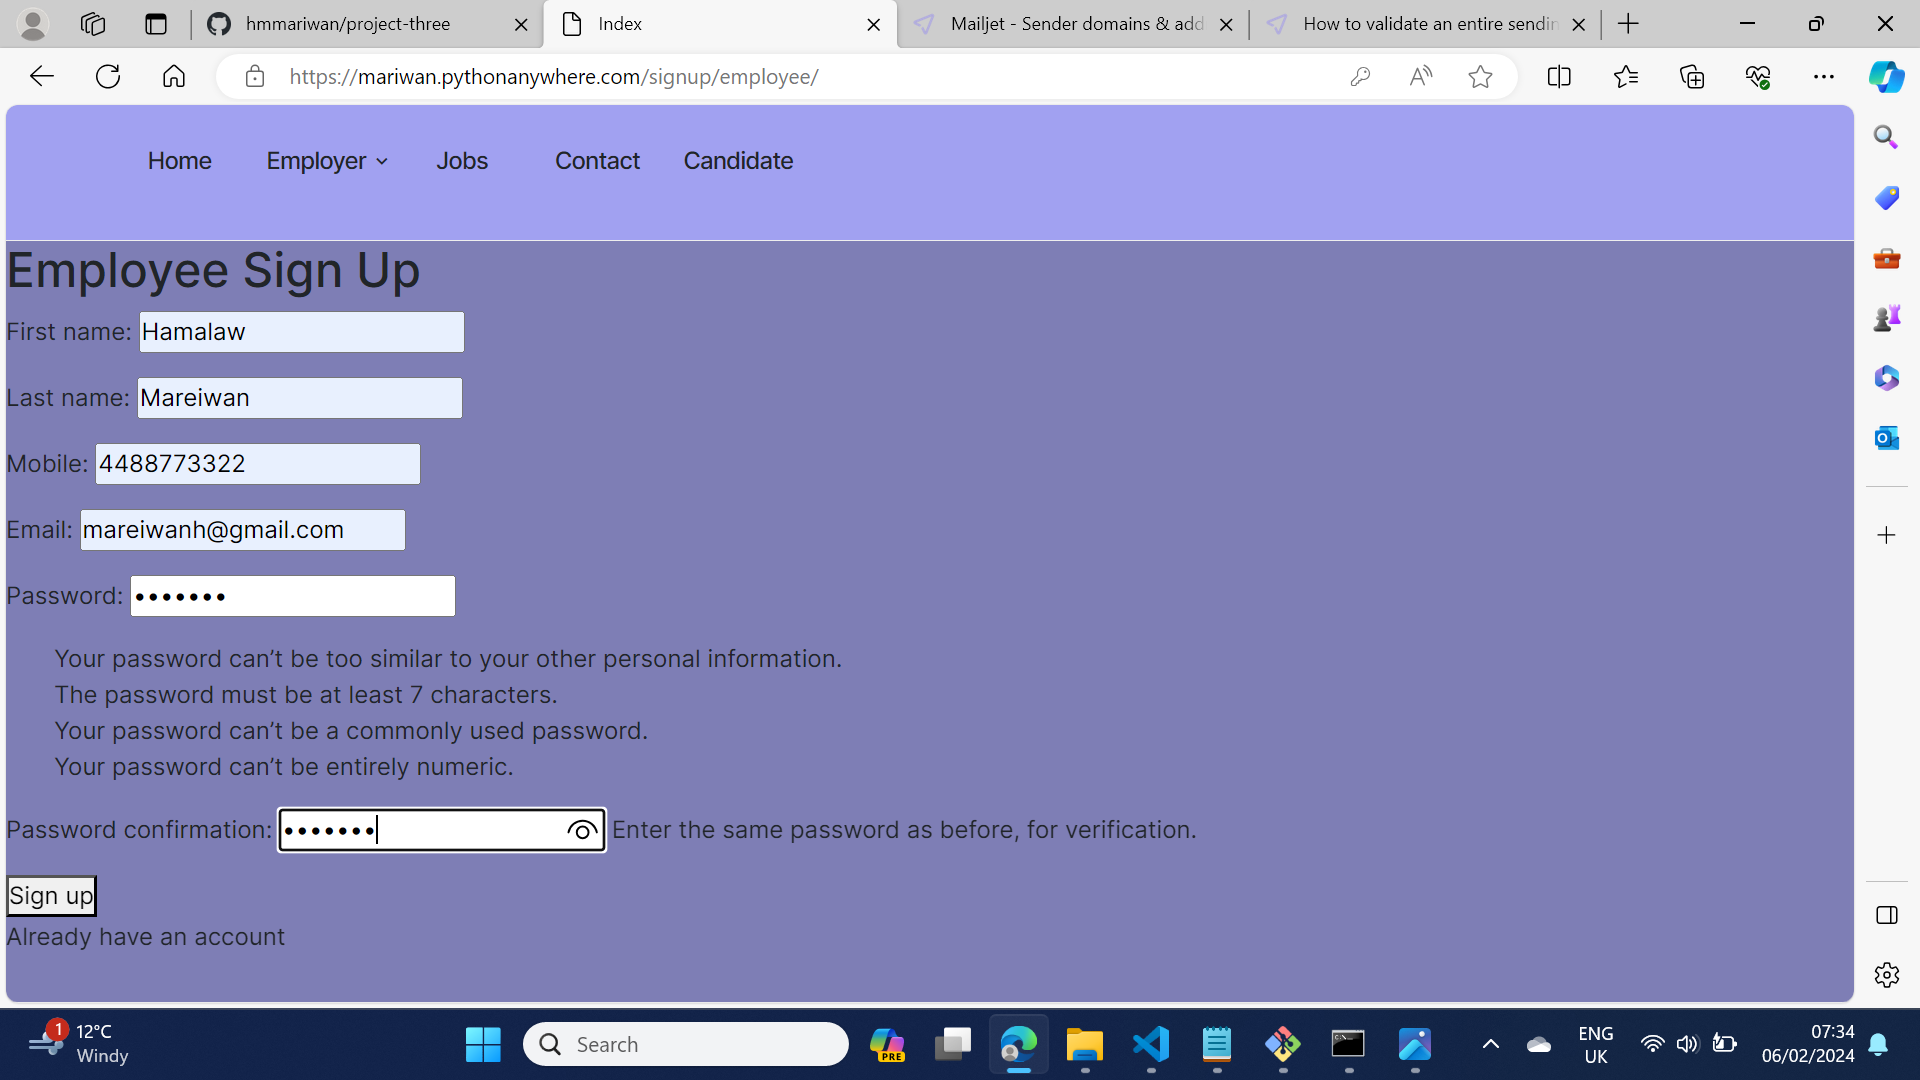 hmmariwan/project-three
Index
Mailjet - Sender domains & add
How to validate an entire sendin
https://mariwan.pythonanywhere.com/signup/employee/
Home Employer Jobs Contact Candidate
Employee Sign Up
First name: Hamalaw
Last name: Mareiwan
Mobile: 4488773322
Email: mareiwanh@gmail.com
Password: •••••••
Your password can’t be too similar to your other personal information.
The password must be at least 7 characters.
Your password can’t be a commonly used password.
Your password can’t be entirely numeric.
Password confirmation: ••••••• Enter the same password as before, for verification.
Sign up
Already have an account
1
12°C
Windy
Search
PRE
ENG
UK
07:34
06/02/2024